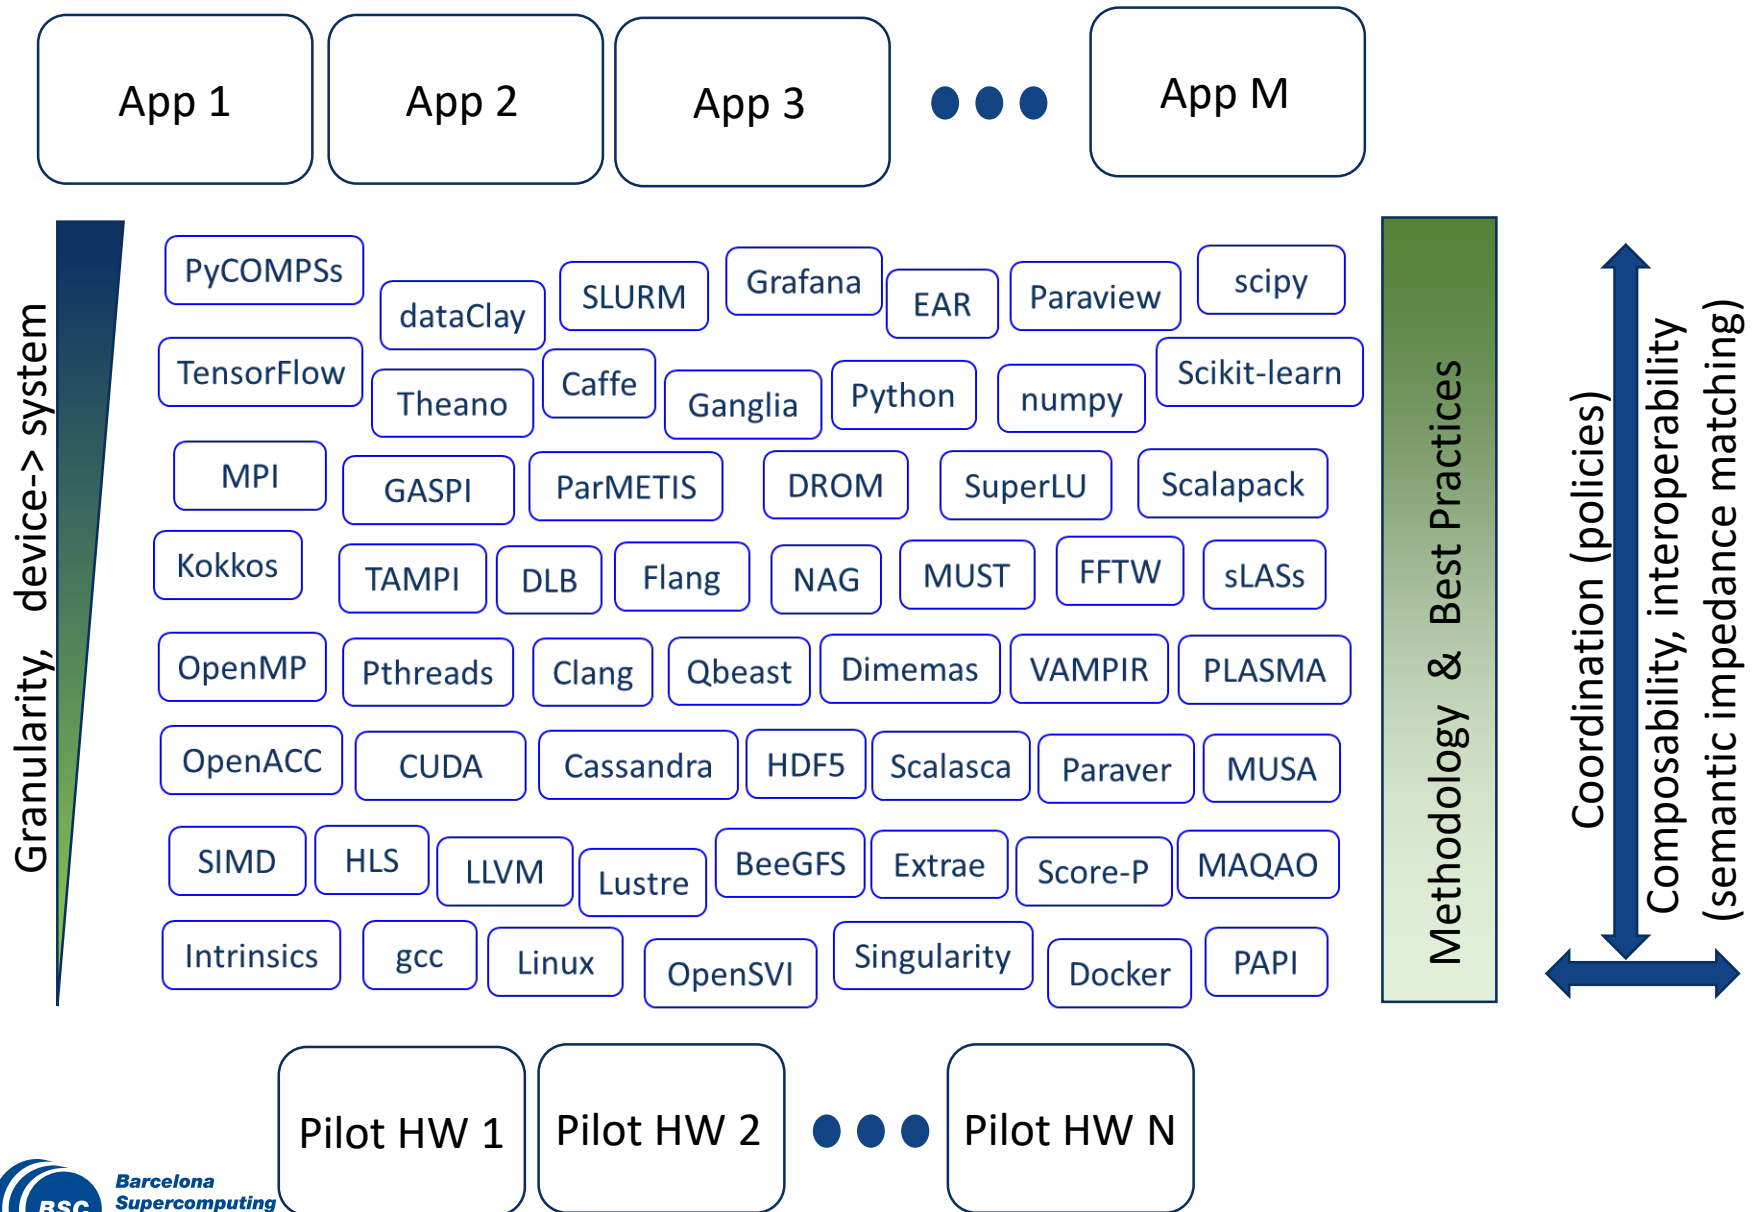 App 1
App 2
App 3
App M
Granularity, device-> system
PyCOMPSs
dataClay
SLURM
Grafana
EAR
Paraview
scipy
TensorFlow
Theano
Caffe
Ganglia
Python
numpy
Scikit-learn
MPI
GASPI
ParMETIS
DROM
SuperLU
Scalapack
Kokkos
TAMPI
DLB
Flang
NAG
MUST
FFTW
sLASs
OpenMP
Pthreads
Clang
Qbeast
Dimemas
VAMPIR
PLASMA
OpenACC
CUDA
Cassandra
HDF5
Scalasca
Paraver
MUSA
SIMD
HLS
LLVM
Lustre
BeeGFS
Extrae
Score-P
MAQAO
Intrinsics
gcc
Linux
OpenSVI
Singularity
Docker
PAPI
Methodology & Best Practices
Coordination (policies)
Composability, interoperability
(semantic impedance matching)
Pilot HW 1
Pilot HW 2
Pilot HW N
BSC
Barcelona
Supercomputing